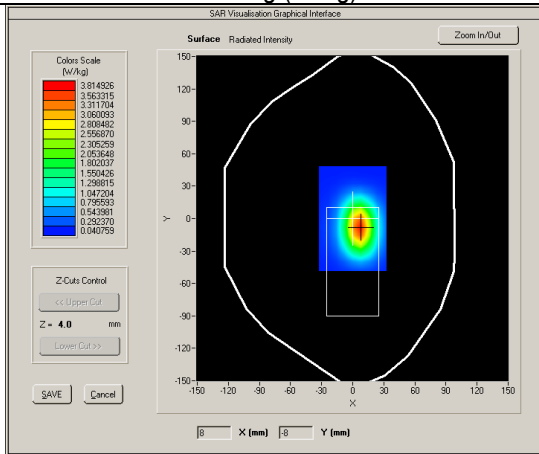 SAR Visualisation Graphical Interface
Surface Radiated Intensity
Zoom In/Out
Colors Scale
(W/kg)
3.814926
3.563315
3.311704
3.060093
2.808482
2.556870
2.305259
2.053648
1.802037
1.550426
1.298815
1.047204
0.795593
0.543981
0.292370
0.040759
Z-Cuts Control
<< Upper Cut
Z = 4.0 mm
Lower Cut >>
SAVE Cancel
150
120
90
60
30
0
-30
-60
-90
-120
-150
Y
-150 -120 -90 -60 -30 0 30 60 90 120 150
X
8 X (mm) -8 Y (mm)